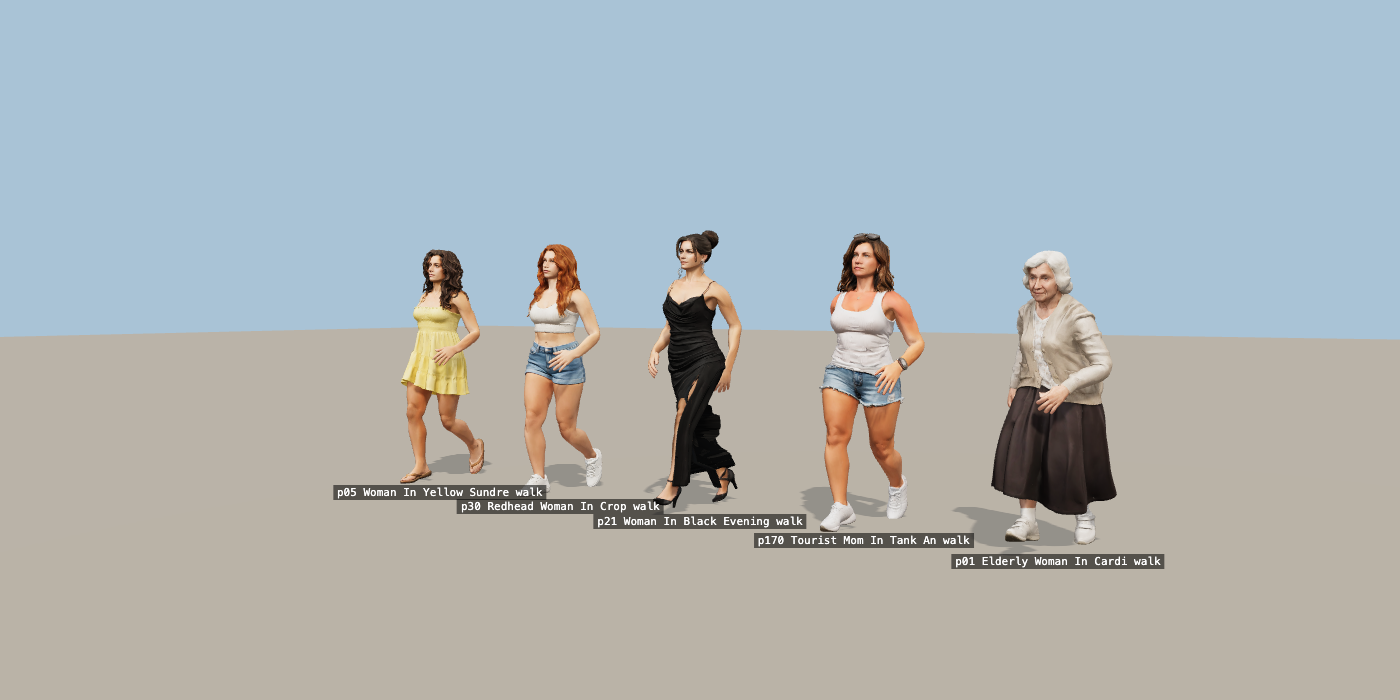 p05 Woman In Yellow Sundre walk
p30 Redhead Woman In Crop walk
p21 Woman In Black Evening walk
p170 Tourist Mom In Tank An walk
p01 Elderly Woman In Cardi walk